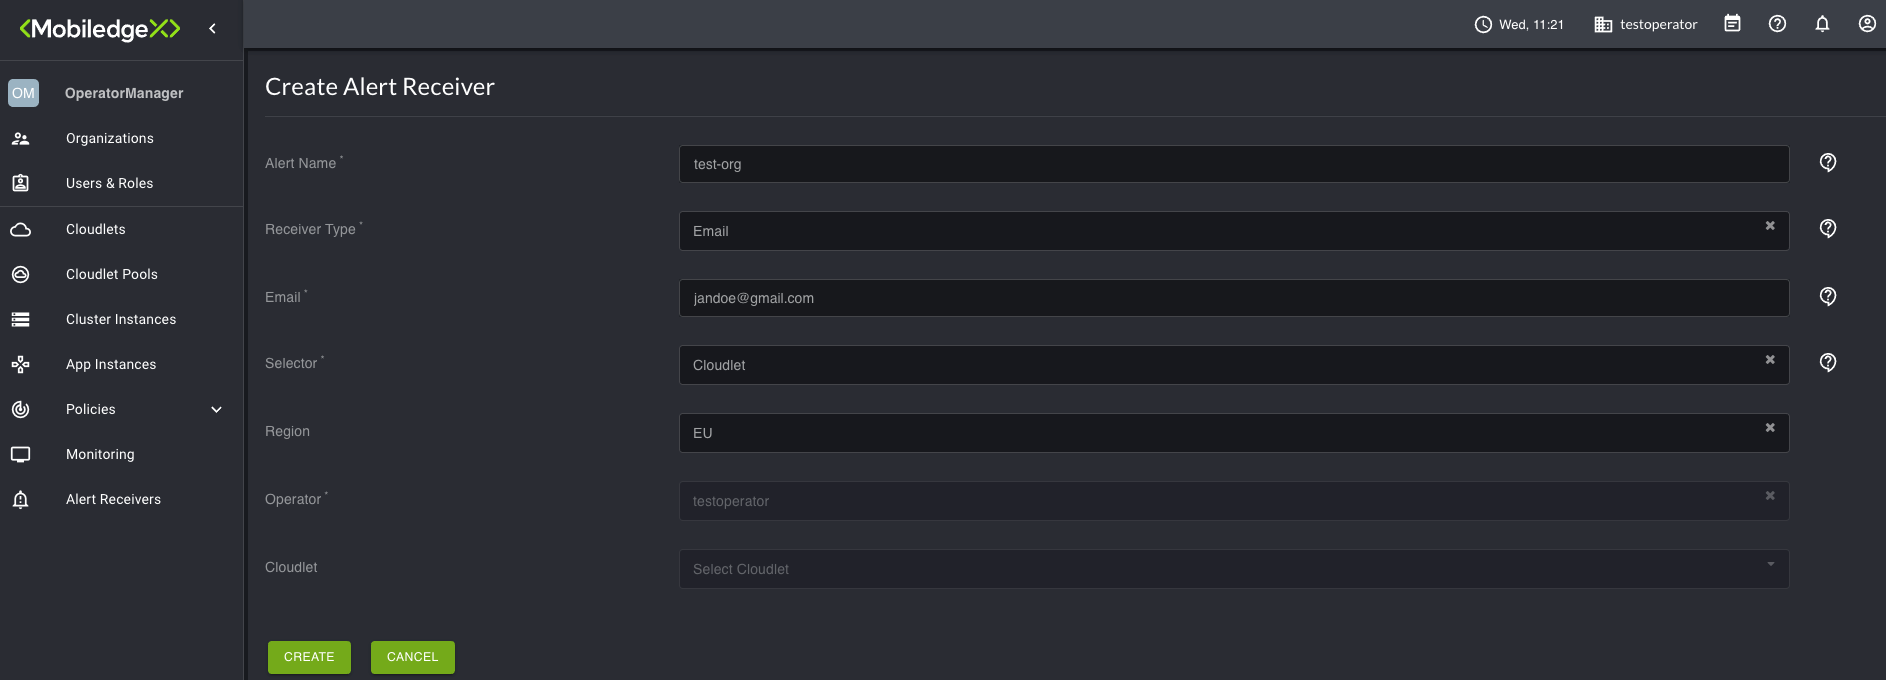 <MobiledgeX>
Wed, 11:21
testoperator
OM
OperatorManager
Organizations
Users & Roles
Cloudlets
Cloudlet Pools
Cluster Instances
App Instances
Policies
Monitoring
Alert Receivers
Create Alert Receiver
Alert Name *
test-org
Receiver Type *
Email
Email *
jandoe@gmail.com
Selector *
Cloudlet
Region
EU
Operator *
testoperator
Cloudlet
Select Cloudlet
CREATE
CANCEL